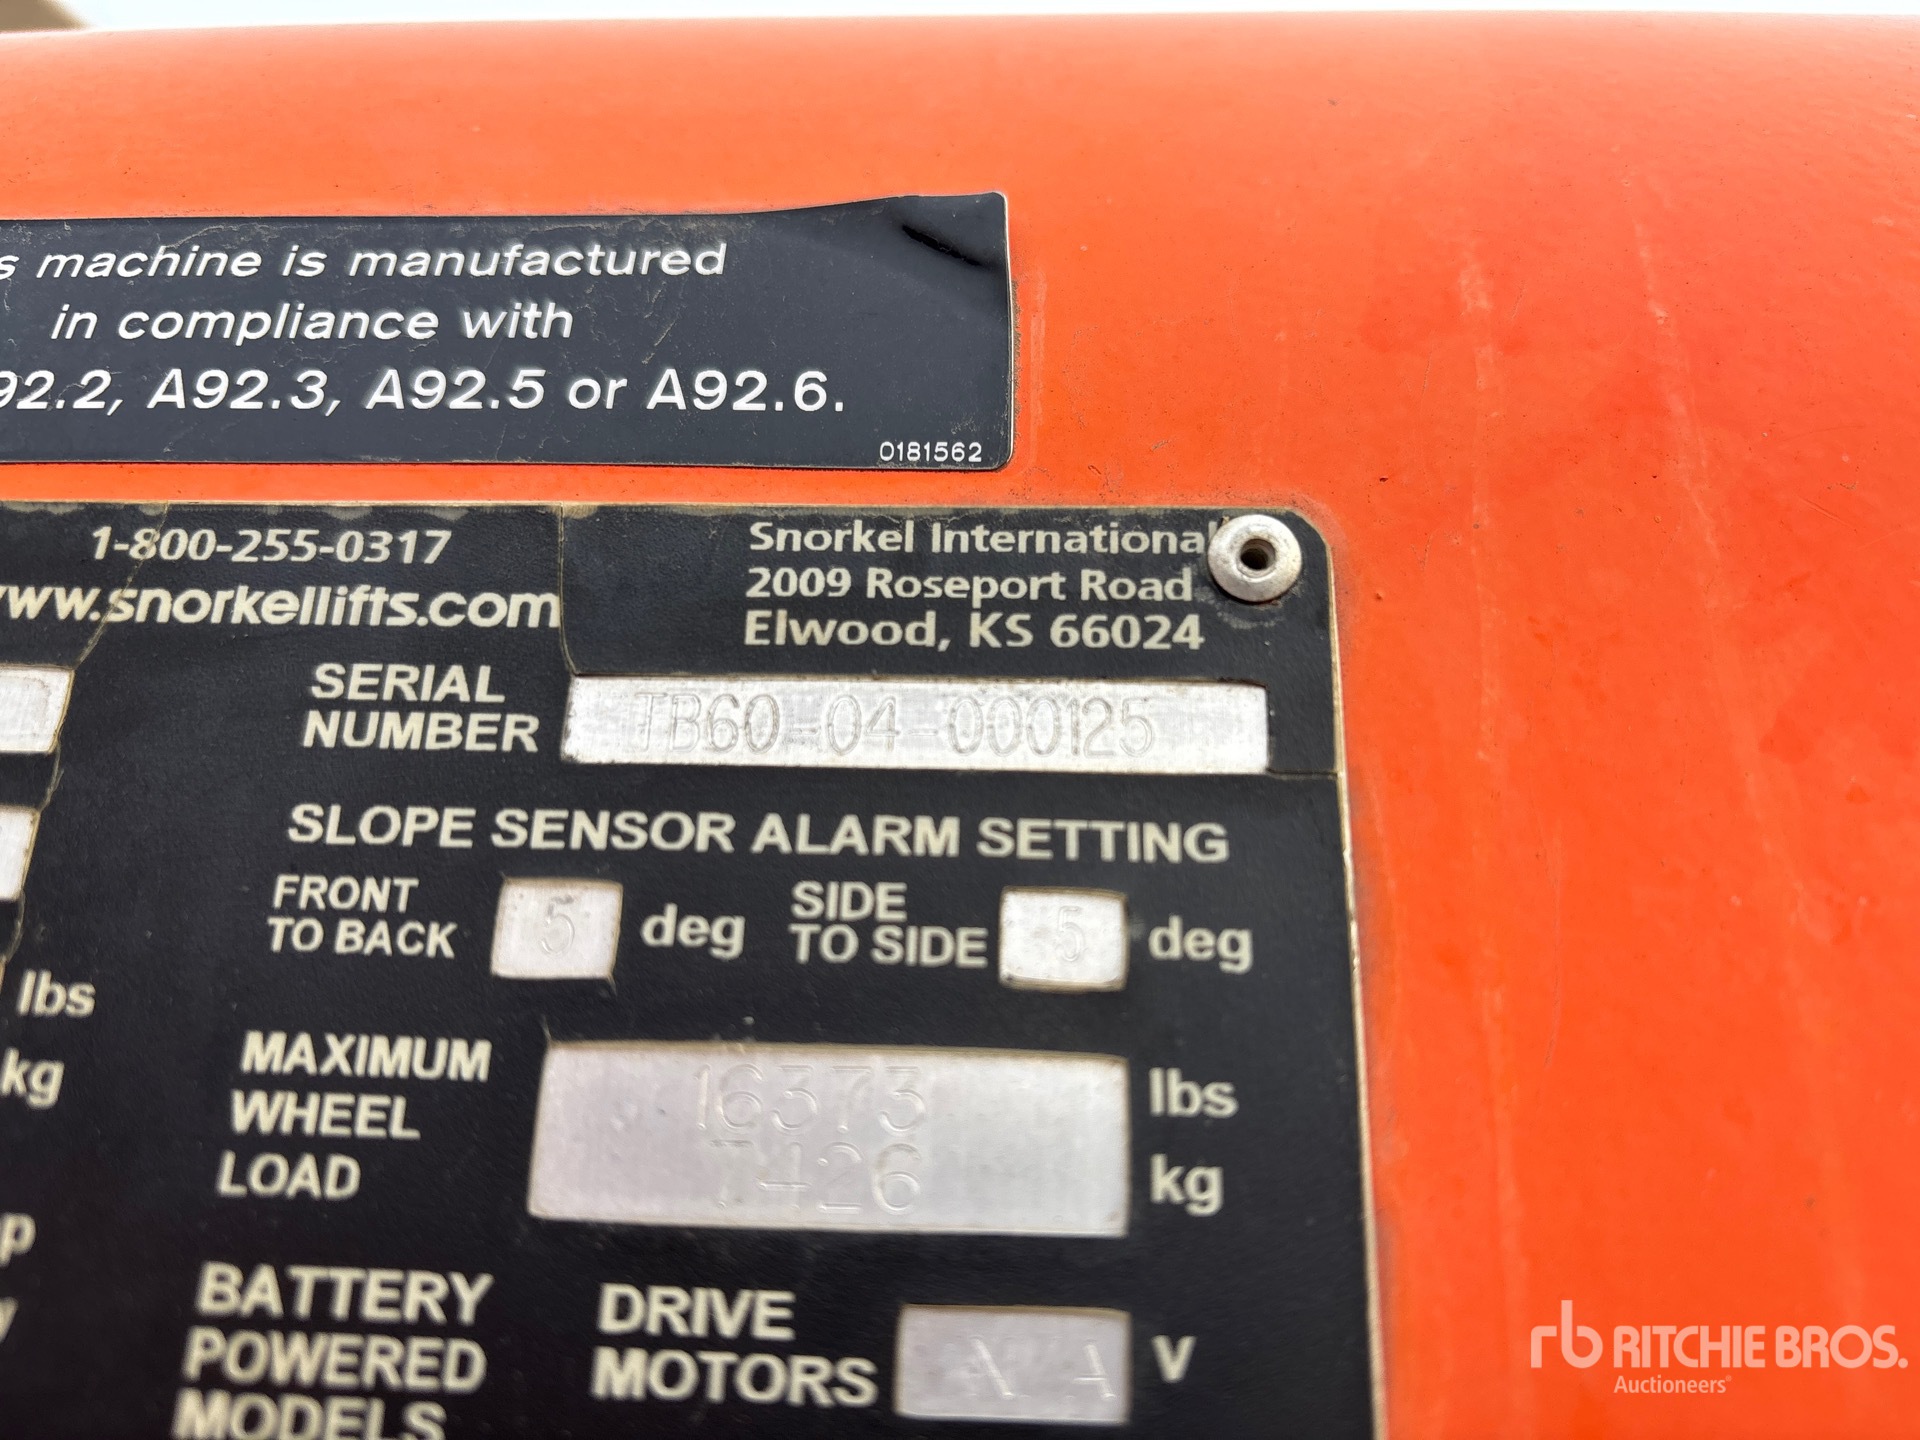 s machine is manufactured
in compliance with
92.2, A92.3, A92.5 or A92.6.
0181562
1-800-255-0317
www.snorkellifts.com
Snorkel International
2009 Roseport Road
Elwood, KS 66024
SERIAL
NUMBER
TB60-04-000125
SLOPE SENSOR ALARM SETTING
FRONT
TO BACK
5 deg
SIDE
TO SIDE
5 deg
lbs
kg
MAXIMUM
WHEEL
LOAD
16373 lbs
7426 kg
p
BATTERY
POWERED
MODELS
DRIVE
MOTORS
V
rb RITCHIE BROS.
Auctioneers